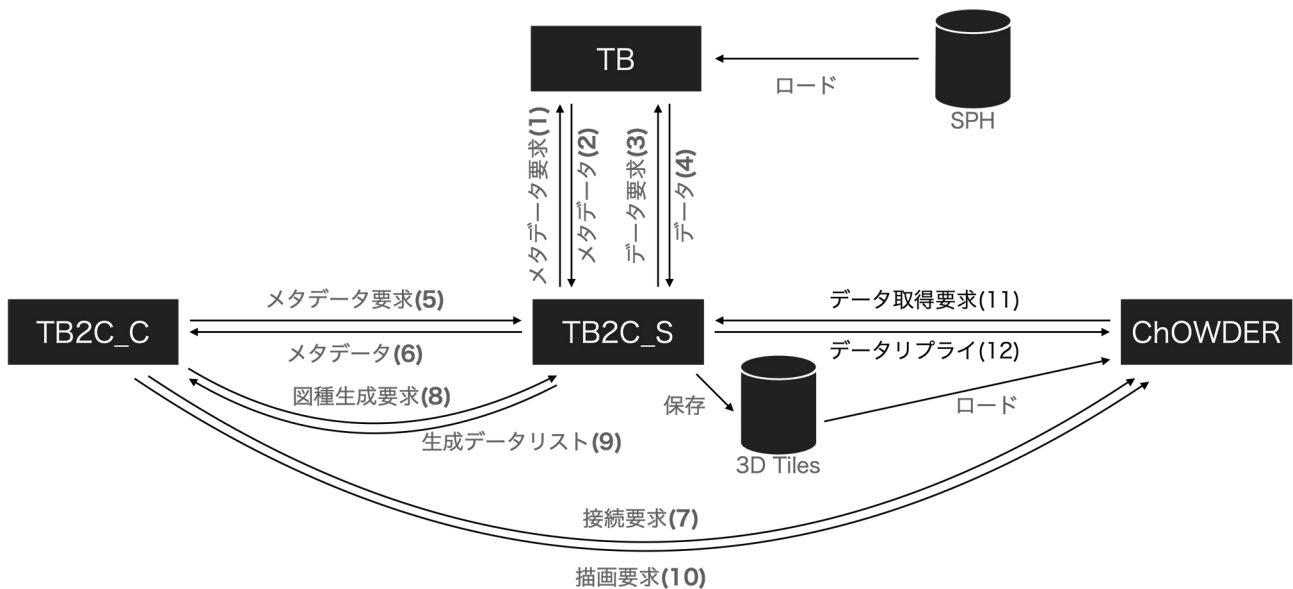 TB
ロード
SPH
メタデータ要求(1)
メタデータ(2)
データ要求(3)
データ(4)
メタデータ要求(5)
データ取得要求(11)
TB2C_C
TB2C_S
ChOWDER
メタデータ(6)
データリプライ(12)
図種生成要求(8)
保存
ロード
生成データリスト(9)
3D Tiles
接続要求(7)
描画要求(10)